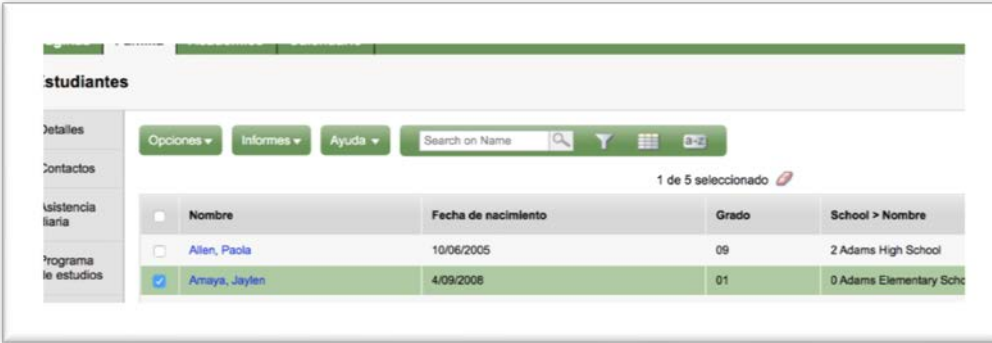 Estudiantes
Detalles
Opciones
Informes
Ayuda
Search on Name
a-z
Contactos
1 de 5 seleccionado
Asistencia
diaria
Nombre Fecha de nacimiento Grado School > Nombre
Allen, Paola 10/06/2005 09 2 Adams High School
Programa
de estudios
Amaya, Jaylen 4/09/2008 01 0 Adams Elementary Scho